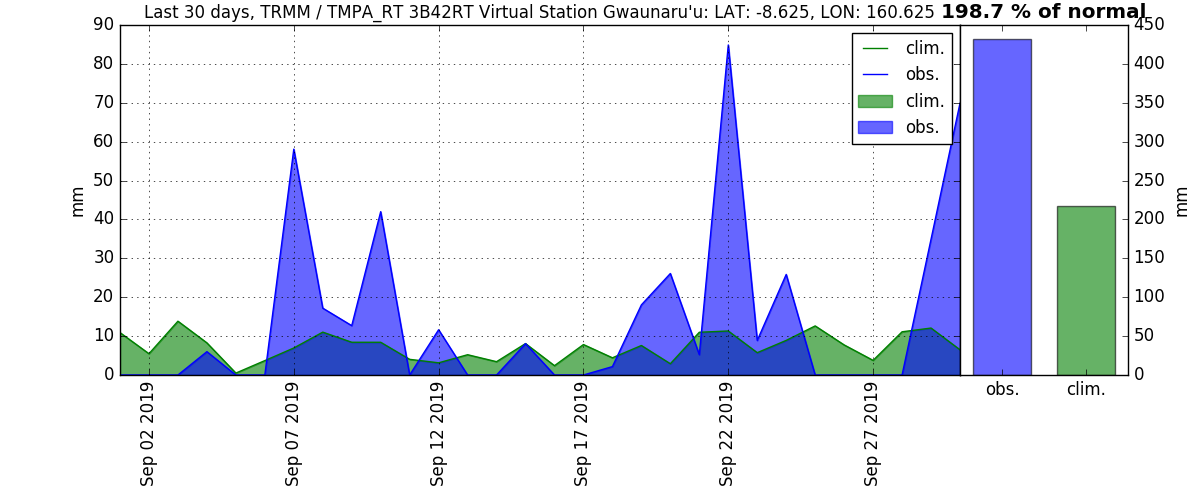 Last 30 days, TRMM / TMPA_RT 3B42RT Virtual Station Gwaunaru'u: LAT: -8.625, LON: 160.625 198.7 % of normal
90
80
70
60
50
40
30
20
10
0
mm
clim.
obs.
clim.
obs.
Sep 02 2019
Sep 07 2019
Sep 12 2019
Sep 17 2019
Sep 22 2019
Sep 27 2019
450
400
350
300
250
200
150
100
50
0
mm
obs.
clim.